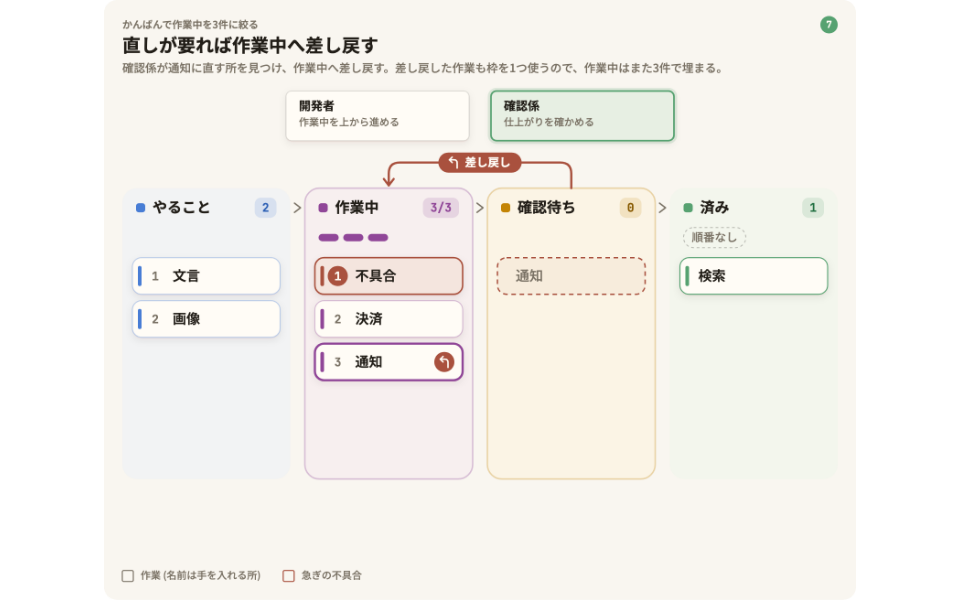 かんばんで作業中を3件に絞る
7
直しが要れば作業中へ差し戻す
確認係が通知に直す所を見つけ、作業中へ差し戻す。差し戻した作業も枠を1つ使うので、作業中はまた3件で埋まる。
開発者
作業中を上から進める
確認係
仕上がりを確かめる
差し戻し
やること 2
1 文言
2 画像
作業中 3/3
1 不具合
2 決済
3 通知
確認待ち 0
通知
済み 1
順番なし
検索
作業 (名前は手を入れる所)
急ぎの不具合